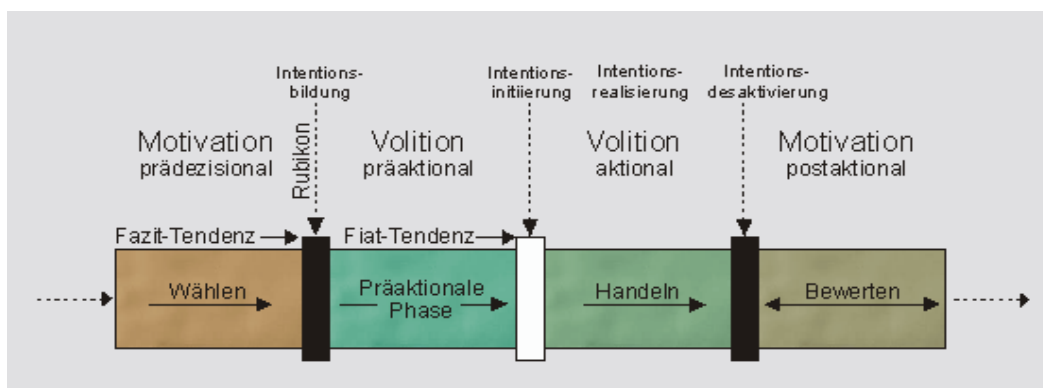 Intentions-
bildung
Intentions-
initiierung
Intentions-
realisierung
Intentions-
desaktivierung
Motivation
prädezisional
Rubikon
Volition
präaktional
Volition
aktional
Motivation
postaktional
Fazit-Tendenz
Fiat-Tendenz
Wählen
Präaktionale
Phase
Handeln
Bewerten